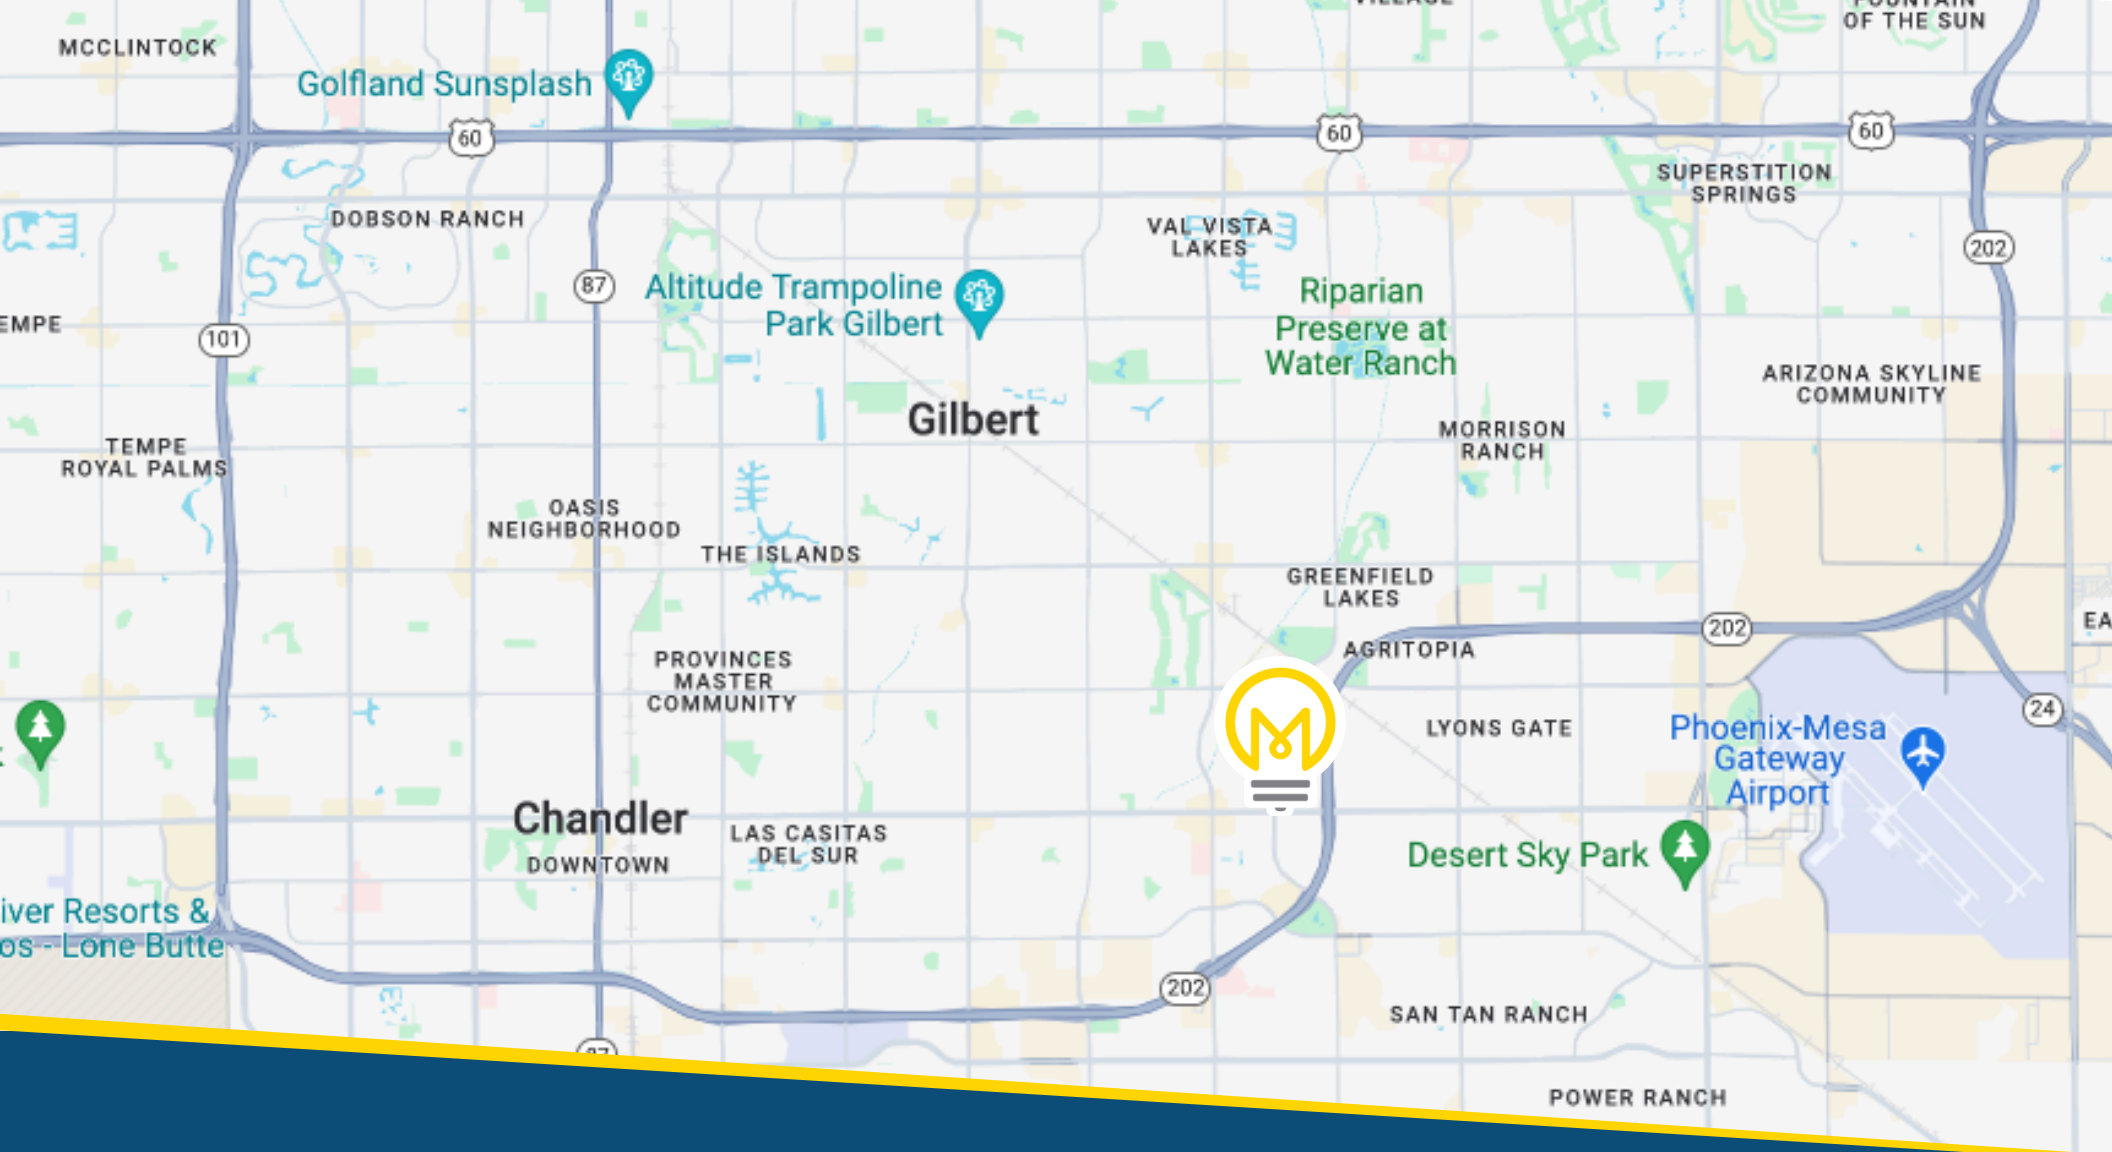 VILLAGE
FOUNTAIN
OF THE SUN
MCCLINTOCK
Golfland Sunsplash
60
60
60
SUPERSTITION
SPRINGS
DOBSON RANCH
VAL VISTA
LAKES
202
87
Altitude Trampoline
Park Gilbert
Riparian
Preserve at
Water Ranch
EMPE
101
ARIZONA SKYLINE
COMMUNITY
Gilbert
MORRISON
RANCH
TEMPE
ROYAL PALMS
OASIS
NEIGHBORHOOD
THE ISLANDS
GREENFIELD
LAKES
202
EA
AGRITOPIA
PROVINCES
MASTER
COMMUNITY
24
M
LYONS GATE
Phoenix-Mesa
Gateway
Airport
Chandler
DOWNTOWN
LAS CASITAS
DEL SUR
Desert Sky Park
iver Resorts &
os - Lone Butte
202
SAN TAN RANCH
87
POWER RANCH